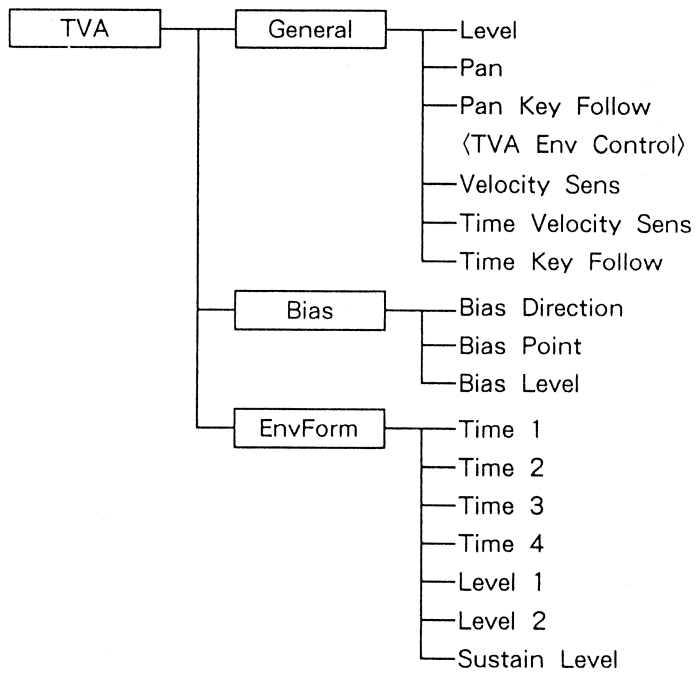 TVA
General
Level
Pan
Pan Key Follow
〈TVA Env Control〉
Velocity Sens
Time Velocity Sens
Time Key Follow
Bias
Bias Direction
Bias Point
Bias Level
EnvForm
Time 1
Time 2
Time 3
Time 4
Level 1
Level 2
Sustain Level